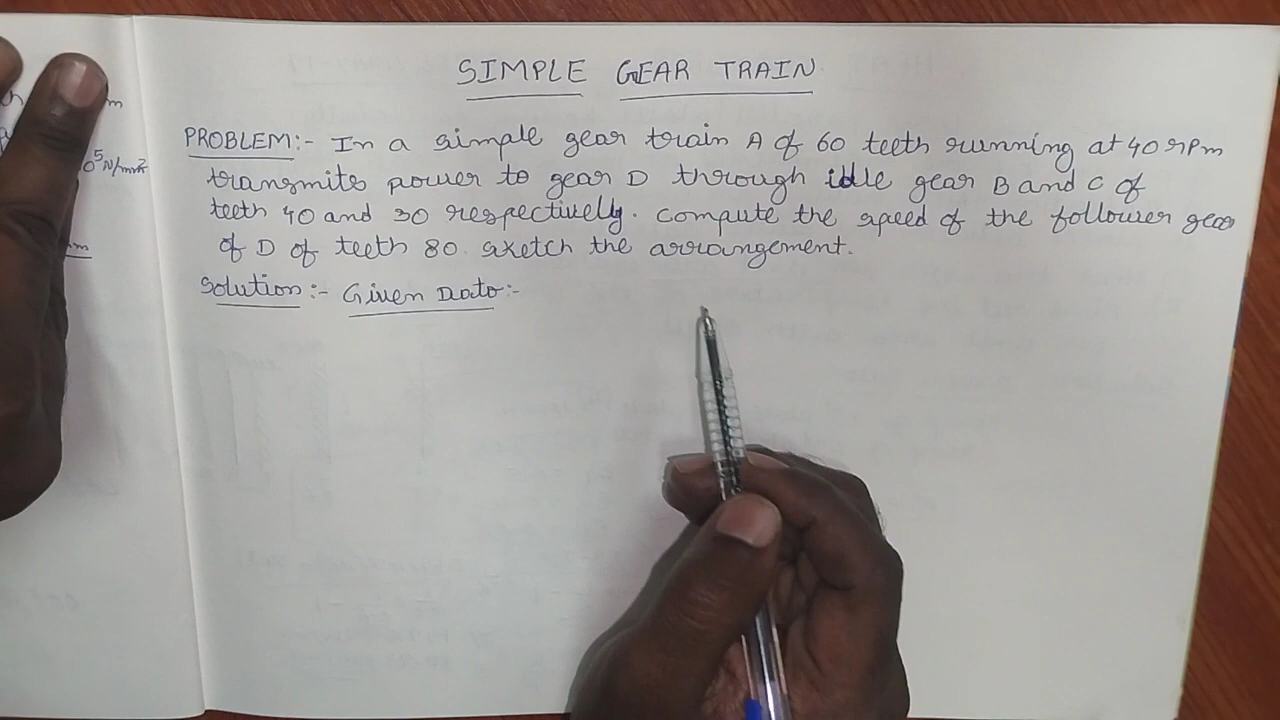 SIMPLE GEAR TRAIN
PROBLEM:- In a simple gear train A of 60 teeth running at 40 rpm
transmits power to gear D through idle gear B and C of
teeth 40 and 30 respectively. compute the speed of the follower gear
of D of teeth 80. sketch the arrangement.
Solution:- Given Data:-
m
5 N/mm²
m